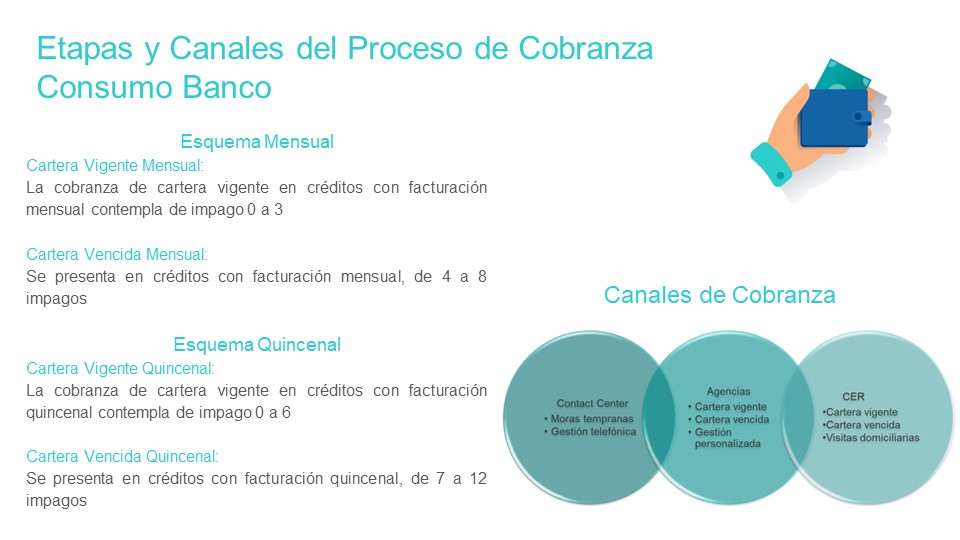 Etapas y Canales del Proceso de Cobranza
Consumo Banco
Esquema Mensual
Cartera Vigente Mensual:
La cobranza de cartera vigente en créditos con facturación
mensual contempla de impago 0 a 3
Cartera Vencida Mensual:
Se presenta en créditos con facturación mensual, de 4 a 8
impagos
Esquema Quincenal
Cartera Vigente Quincenal:
La cobranza de cartera vigente en créditos con facturación
quincenal contempla de impago 0 a 6
Cartera Vencida Quincenal:
Se presenta en créditos con facturación quincenal, de 7 a 12
impagos
Canales de Cobranza
Contact Center
• Moras tempranas
• Gestión telefónica
Agencias
• Cartera vigente
• Cartera vencida
• Gestión
personalizada
CER
•Cartera vigente
•Cartera vencida
•Visitas domiciliarias